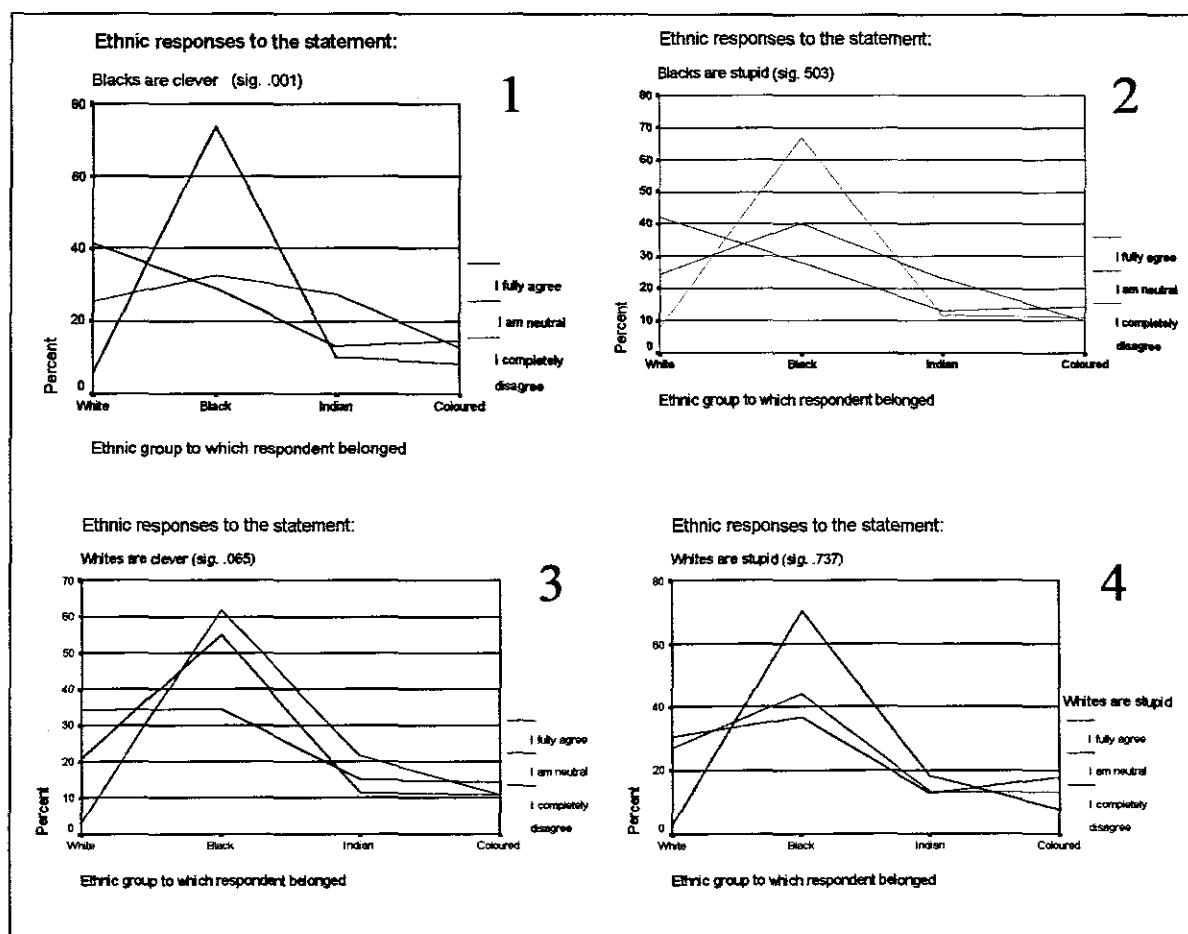 Ethnic responses to the statement:
Blacks are clever (sig. .001)
1
80
60
40
20
0
Percent
White
Black
Indian
Coloured
I fully agree
I am neutral
I completely
disagree
Ethnic group to which respondent belonged
Ethnic responses to the statement:
Blacks are stupid (sig. 503)
2
80
70
60
50
40
30
20
10
0
Percent
White
Black
Indian
Coloured
I fully agree
I am neutral
I completely
disagree
Ethnic group to which respondent belonged
Ethnic responses to the statement:
Whites are clever (sig. .065)
3
70
60
50
40
30
20
10
0
Percent
White
Black
Indian
Coloured
I fully agree
I am neutral
I completely
disagree
Ethnic group to which respondent belonged
Ethnic responses to the statement:
Whites are stupid (sig. .737)
4
80
60
40
20
0
Percent
White
Black
Indian
Coloured
Whites are stupid
I fully agree
I am neutral
I completely
disagree
Ethnic group to which respondent belonged